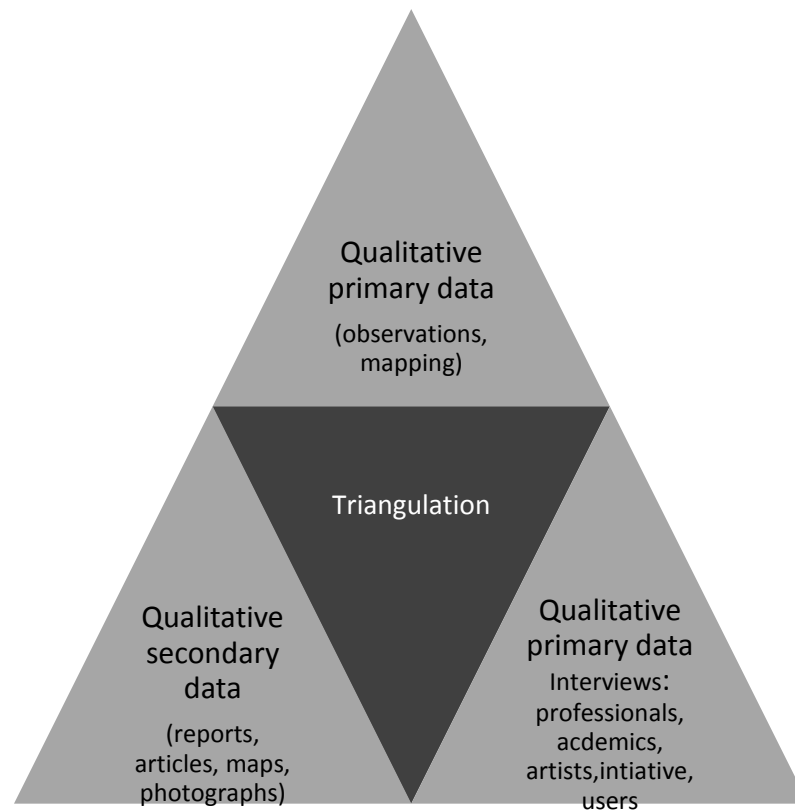 Qualitative
primary data
(observations,
mapping)
Triangulation
Qualitative
secondary
data
(reports,
articles, maps,
photographs)
Qualitative
primary data
Interviews:
professionals,
acdemics,
artists,intiative,
users